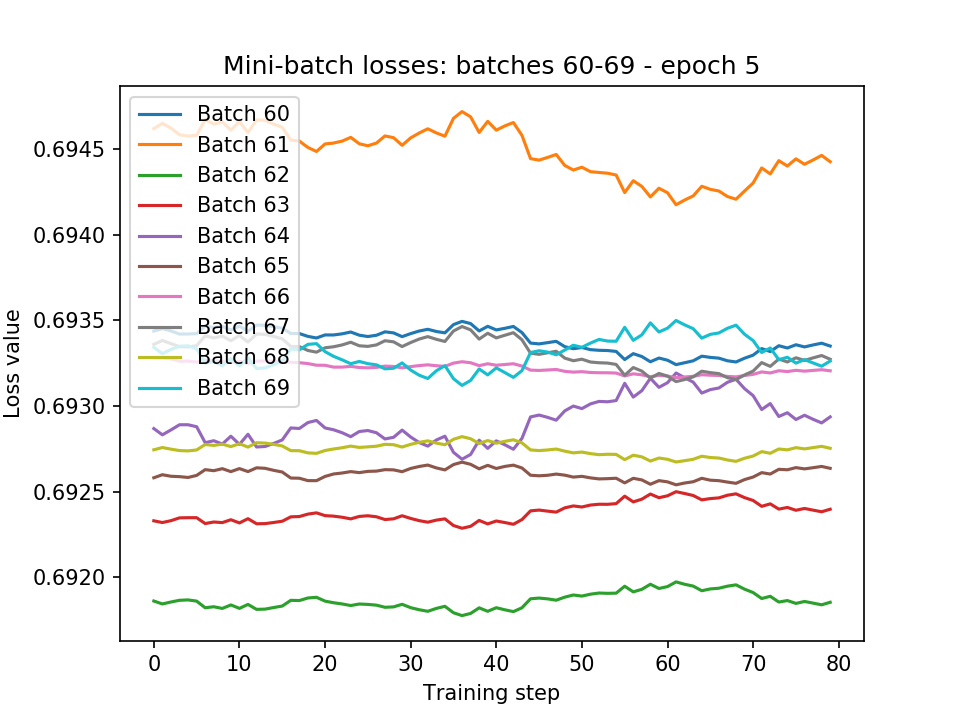 Mini-batch losses: batches 60-69 - epoch 5
Batch 60
Batch 61
Batch 62
Batch 63
Batch 64
Batch 65
Batch 66
Batch 67
Batch 68
Batch 69
0.6945
0.6940
0.6935
0.6930
0.6925
0.6920
Loss value
0 10 20 30 40 50 60 70 80
Training step